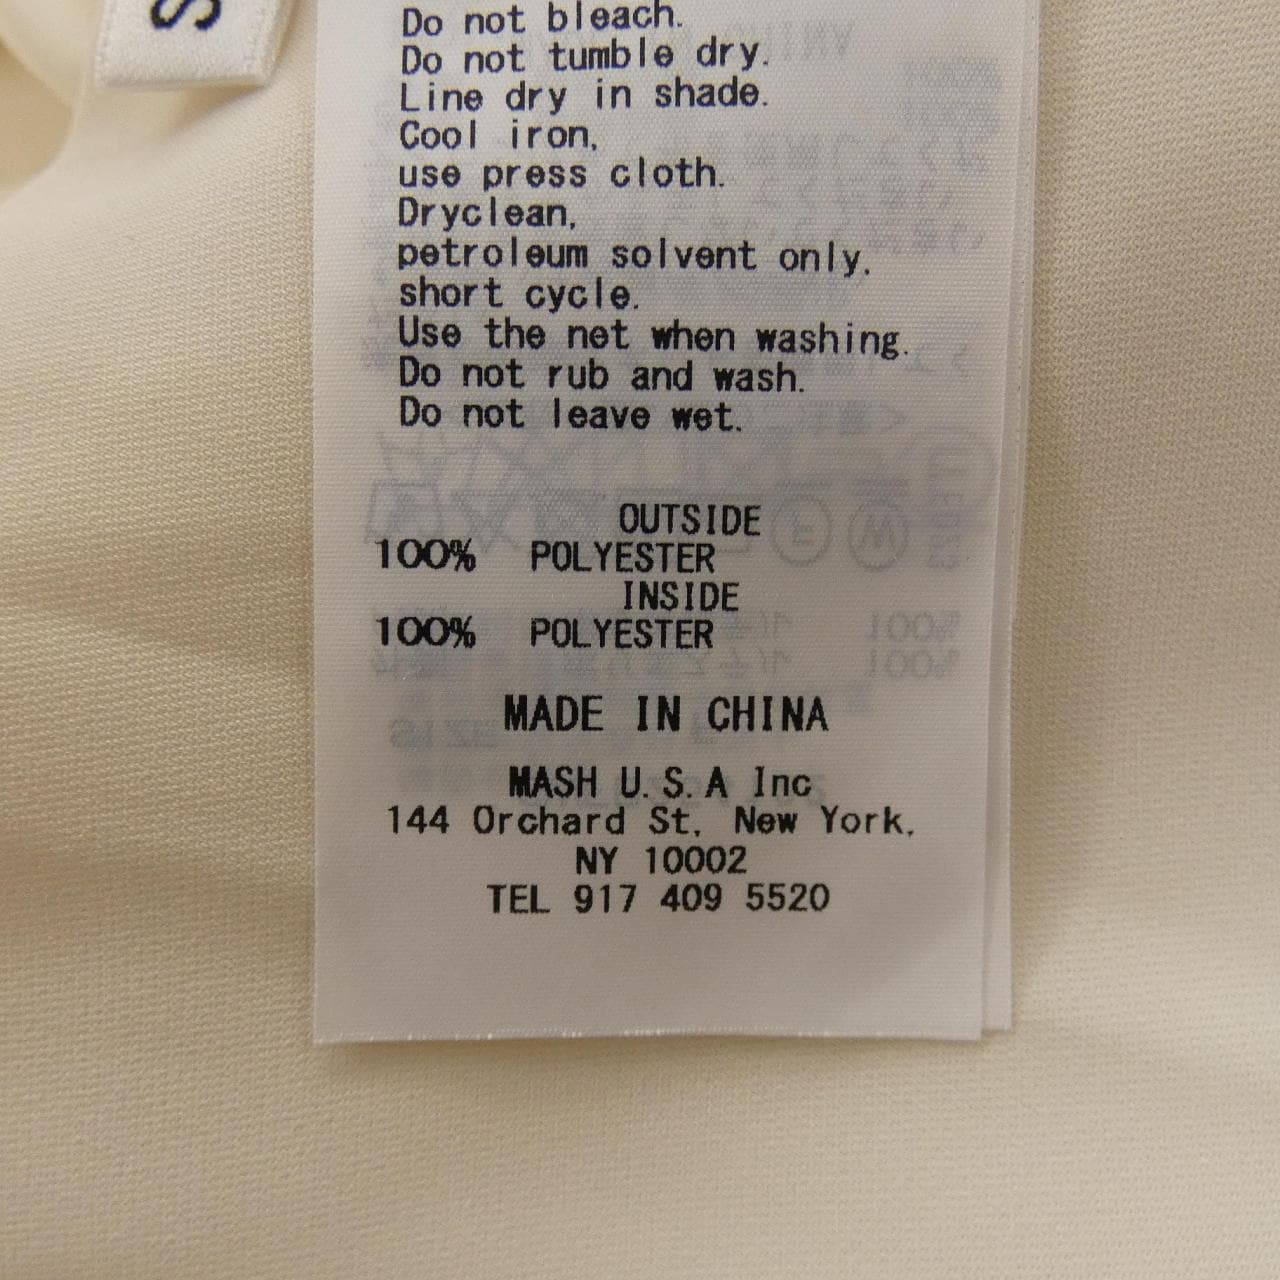 S
Do not bleach.
Do not tumble dry.
Line dry in shade.
Cool iron,
use press cloth.
Dryclean,
petroleum solvent only,
short cycle.
Use the net when washing.
Do not rub and wash.
Do not leave wet.
OUTSIDE
100% POLYESTER
INSIDE
100% POLYESTER
MADE IN CHINA
MASH U.S.A Inc
144 Orchard St, New York,
NY 10002
TEL 917 409 5520